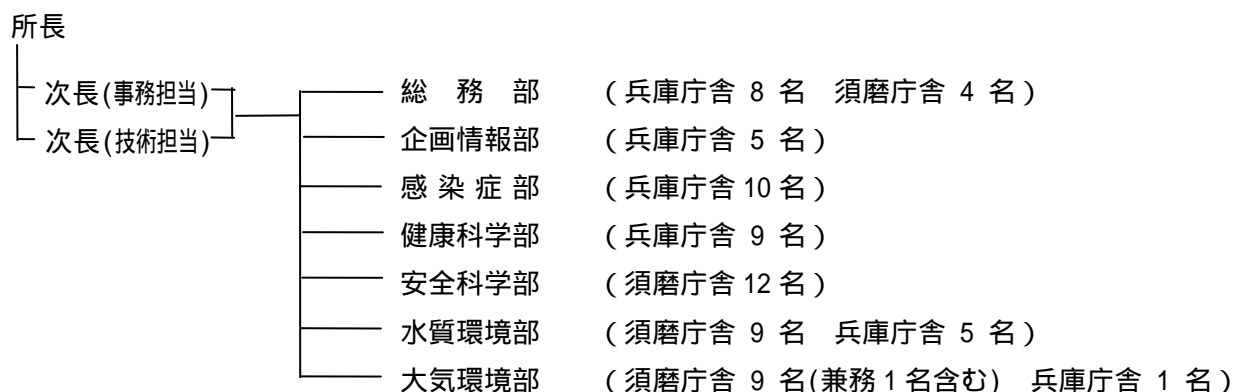 所長
次長(事務担当) 総　務　部　（兵庫庁舎 8 名　須磨庁舎 4 名）
次長(技術担当) 企画情報部　（兵庫庁舎 5 名）
感 染 症 部　（兵庫庁舎 10 名）
健康科学部　（兵庫庁舎 9 名）
安全科学部　（須磨庁舎 12 名）
水質環境部　（須磨庁舎 9 名　兵庫庁舎 5 名）
大気環境部　（須磨庁舎 9 名(兼務 1 名含む)　兵庫庁舎 1 名）